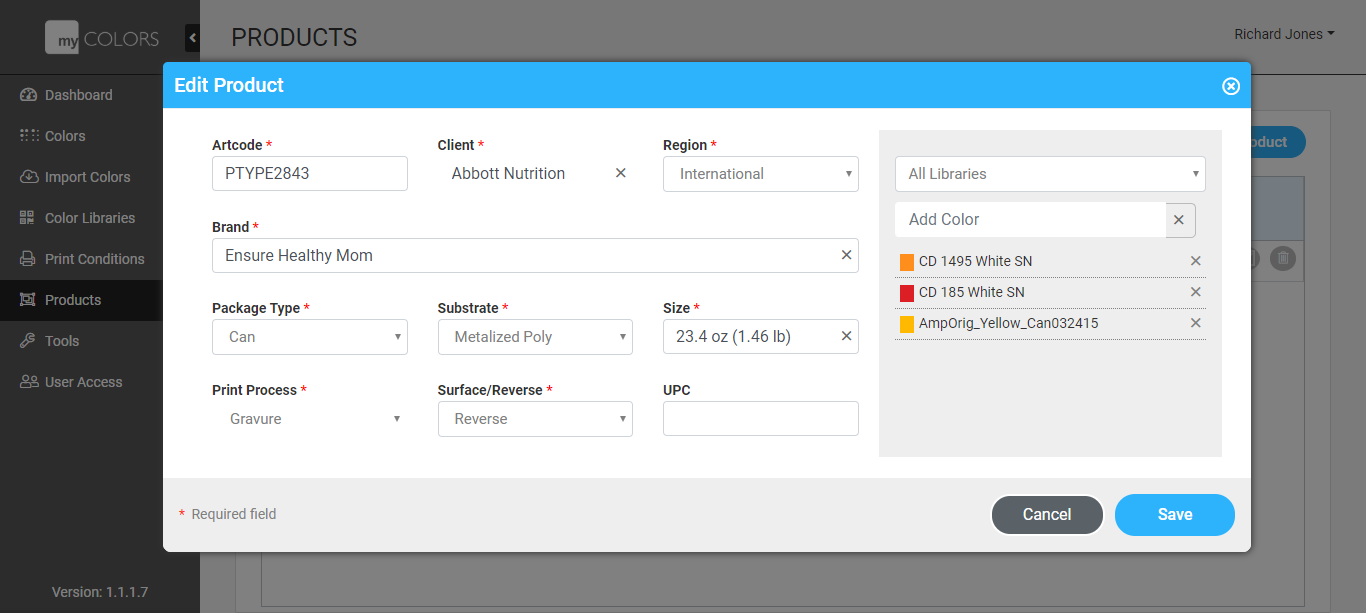 my COLORS
PRODUCTS
Richard Jones
Dashboard
Colors
Import Colors
Color Libraries
Print Conditions
Products
Tools
User Access
Version: 1.1.1.7
Edit Product
Artcode *
PTYPE2843
Client *
Abbott Nutrition
Region *
International
Brand *
Ensure Healthy Mom
Package Type *
Can
Substrate *
Metalized Poly
Size *
23.4 oz (1.46 lb)
Print Process *
Gravure
Surface/Reverse *
Reverse
UPC
All Libraries
Add Color
CD 1495 White SN
CD 185 White SN
AmpOrig_Yellow_Can032415
* Required field
Cancel
Save